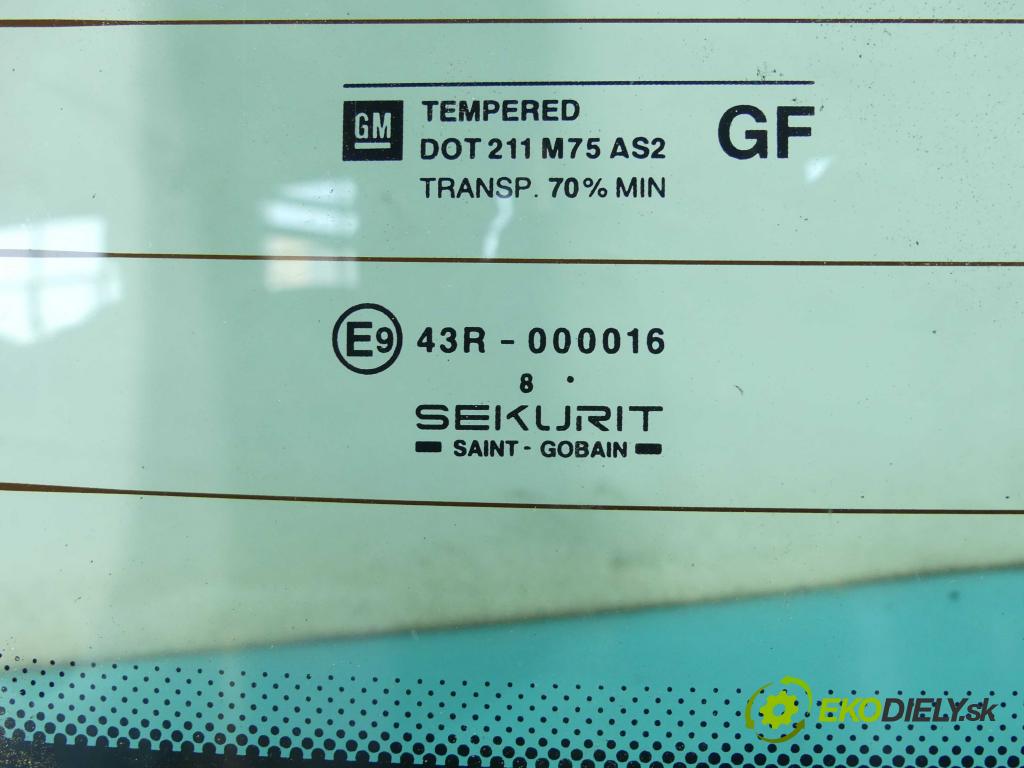 GM
TEMPERED
DOT 211 M75 AS2
TRANSP. 70% MIN
GF
E9 43R - 000016
8 .
SEKURIT
SAINT - GOBAIN
EKODIELY.sk